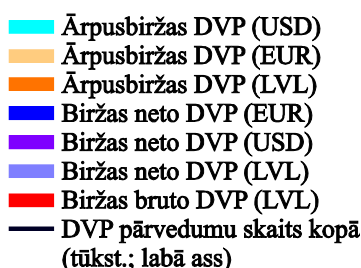 Ārpusbiržas DVP (USD)
Ārpusbiržas DVP (EUR)
Ārpusbiržas DVP (LVL)
Biržas neto DVP (EUR)
Biržas neto DVP (USD)
Biržas neto DVP (LVL)
Biržas bruto DVP (LVL)
DVP pārvedumu skaits kopā
(tūkst.; labā ass)